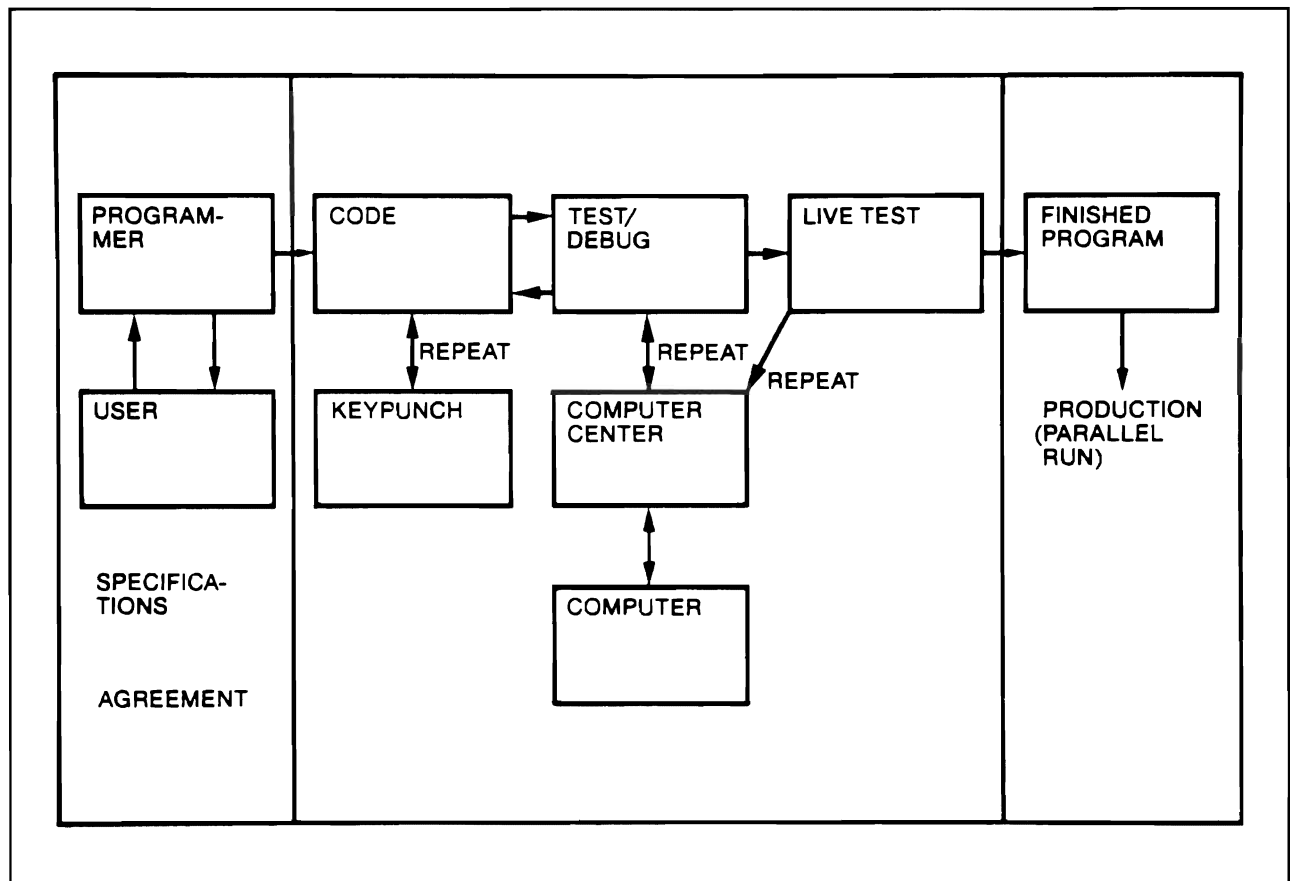 PROGRAM-
MER
CODE
TEST/
DEBUG
LIVE TEST
FINISHED
PROGRAM
REPEAT
REPEAT
REPEAT
USER
KEYPUNCH
COMPUTER
CENTER
PRODUCTION
(PARALLEL
RUN)
SPECIFICA-
TIONS
COMPUTER
AGREEMENT